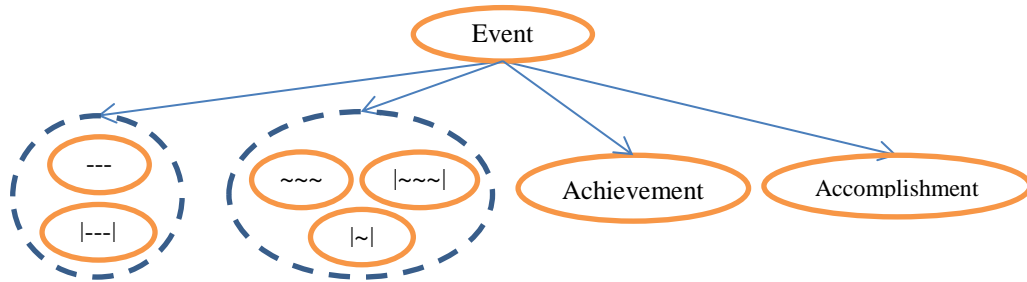 Event
---
|---|
~~~
|~~~|
|~|
Achievement
Accomplishment